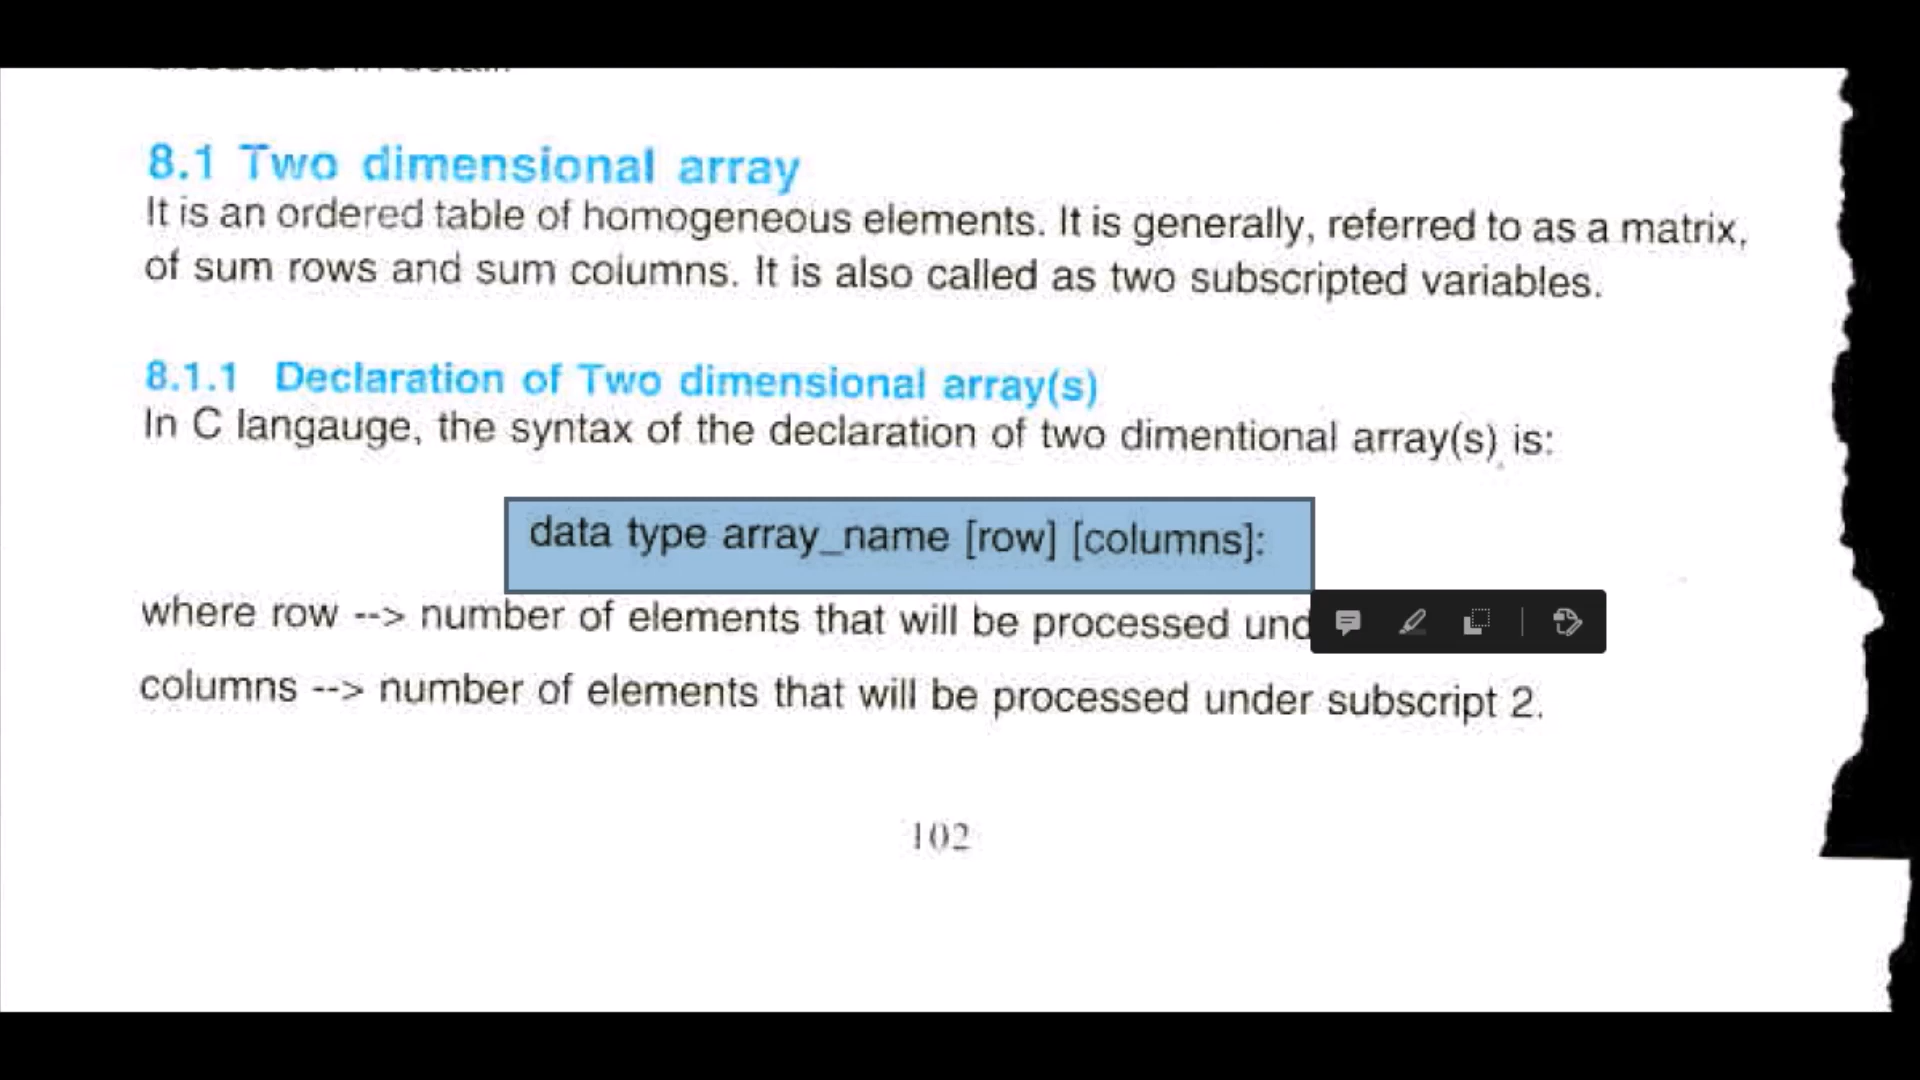 8.1 Two dimensional array
It is an ordered table of homogeneous elements. It is generally, referred to as a matrix,
of sum rows and sum columns. It is also called as two subscripted variables.
8.1.1 Declaration of Two dimensional array(s)
In C langauge, the syntax of the declaration of two dimentional array(s) is:
data type array_name [row] [columns]:
where row --> number of elements that will be processed und
columns --> number of elements that will be processed under subscript 2.
102